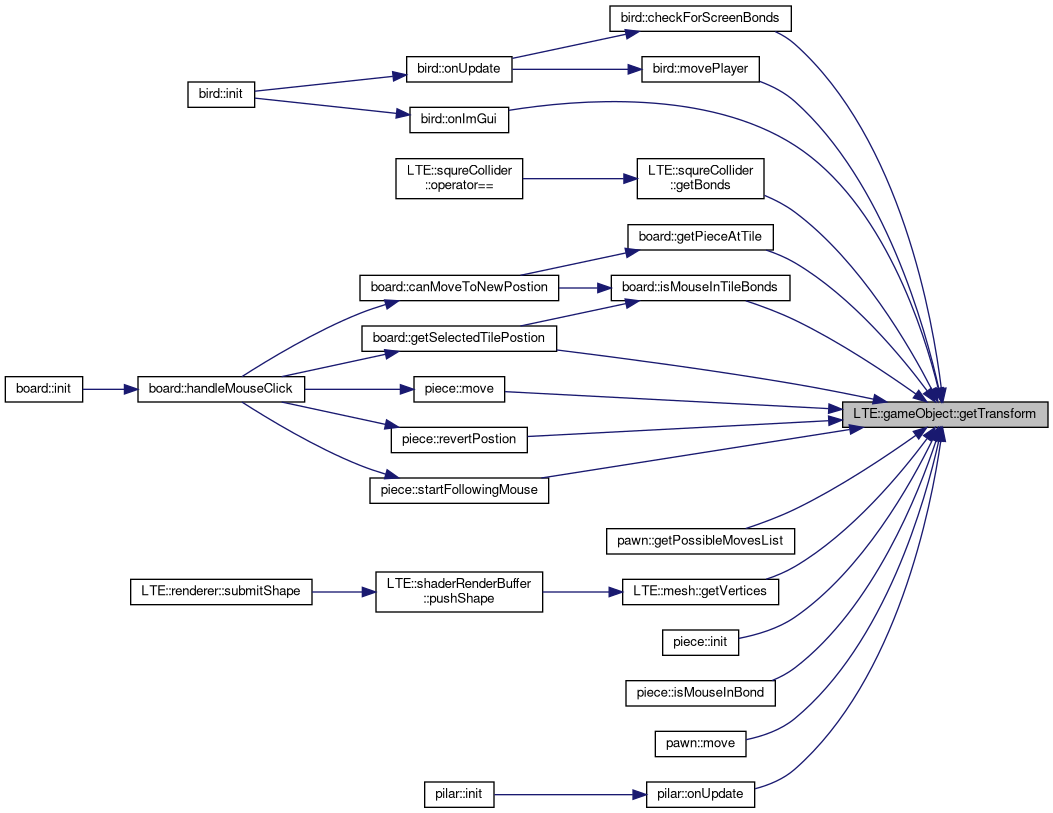 bird::checkForScreenBonds
bird::onUpdate
bird::movePlayer
bird::init
bird::onImGui
LTE::squreCollider
::operator==
LTE::squreCollider
::getBonds
board::getPieceAtTile
board::canMoveToNewPostion
board::isMouseInTileBonds
board::getSelectedTilePostion
board::init
board::handleMouseClick
piece::move
LTE::gameObject::getTransform
piece::revertPostion
piece::startFollowingMouse
pawn::getPossibleMovesList
LTE::renderer::submitShape
LTE::shaderRenderBuffer
::pushShape
LTE::mesh::getVertices
piece::init
piece::isMouseInBond
pawn::move
pilar::init
pilar::onUpdate